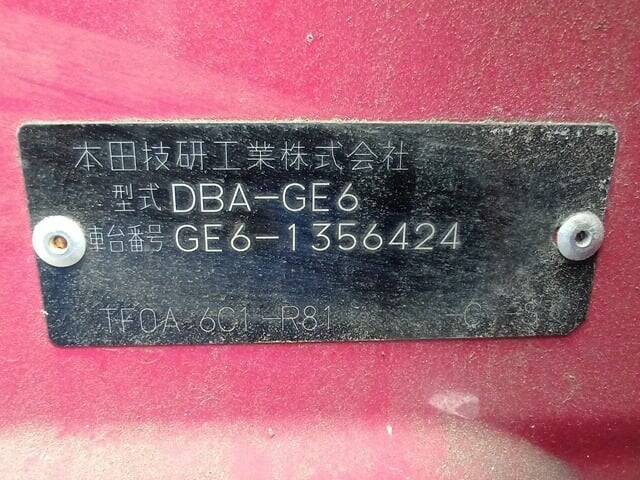 本田技研工業株式会社
型式 DBA-GE6
車台番号 GE6-1356424
TF0A 6C1-R81 -C -S